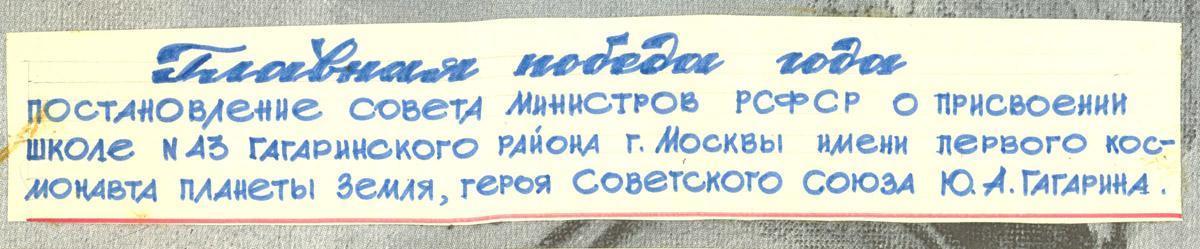 Главная победа года
постановление Совета Министров РСФСР о присвоении
школе №43 Гагаринского района г. Москвы имени первого кос-
монавта планеты Земля, героя Советского Союза Ю.А.Гагарина.